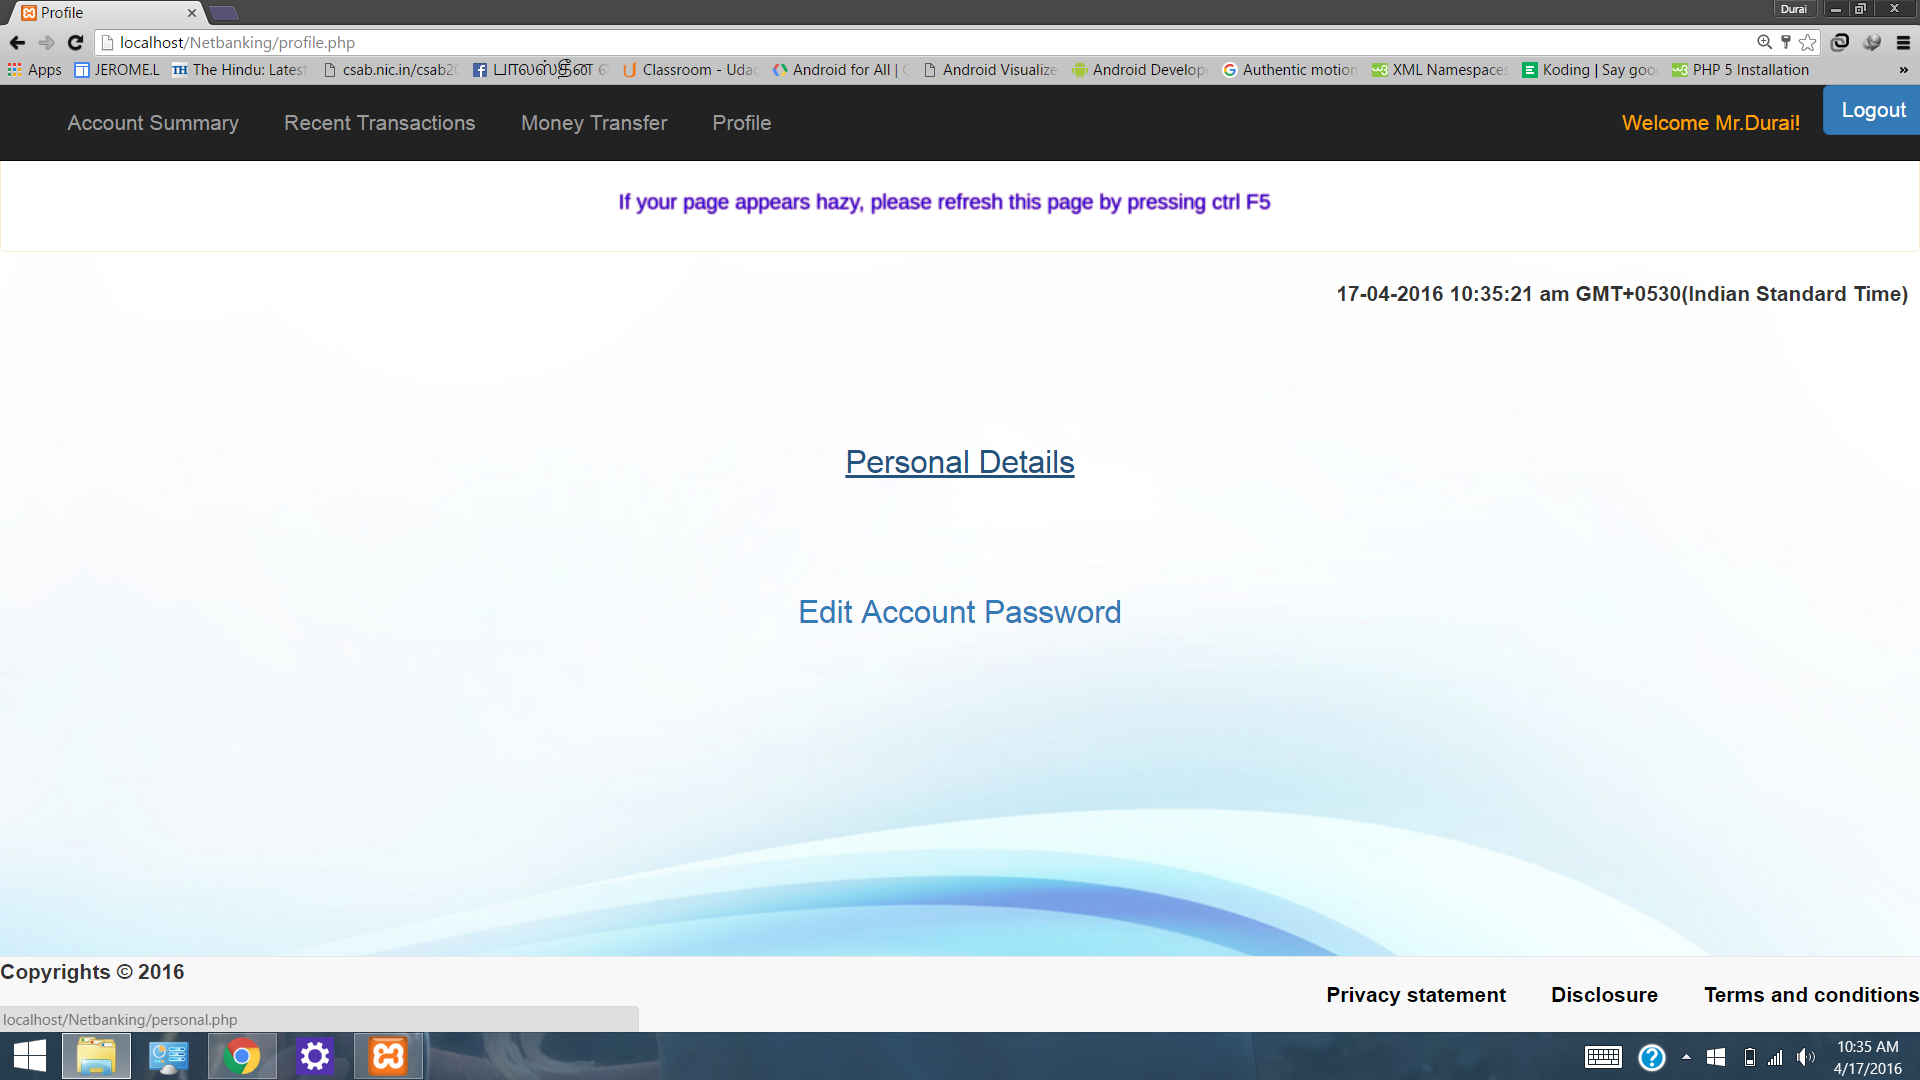 Profile
Durai
localhost/Netbanking/profile.php
Apps
JEROME.L
The Hindu: Latest
csab.nic.in/csab20
பாலஸ்தீன
Classroom - Udac
Android for All |
Android Visualize
Android Develop
Authentic motion
XML Namespaces
Koding | Say goo
PHP 5 Installation
»
Account Summary
Recent Transactions
Money Transfer
Profile
Welcome Mr.Durai!
Logout
If your page appears hazy, please refresh this page by pressing ctrl F5
17-04-2016 10:35:21 am GMT+0530(Indian Standard Time)
Personal Details
Edit Account Password
Copyrights © 2016
Privacy statement
Disclosure
Terms and conditions
localhost/Netbanking/personal.php
10:35 AM
4/17/2016